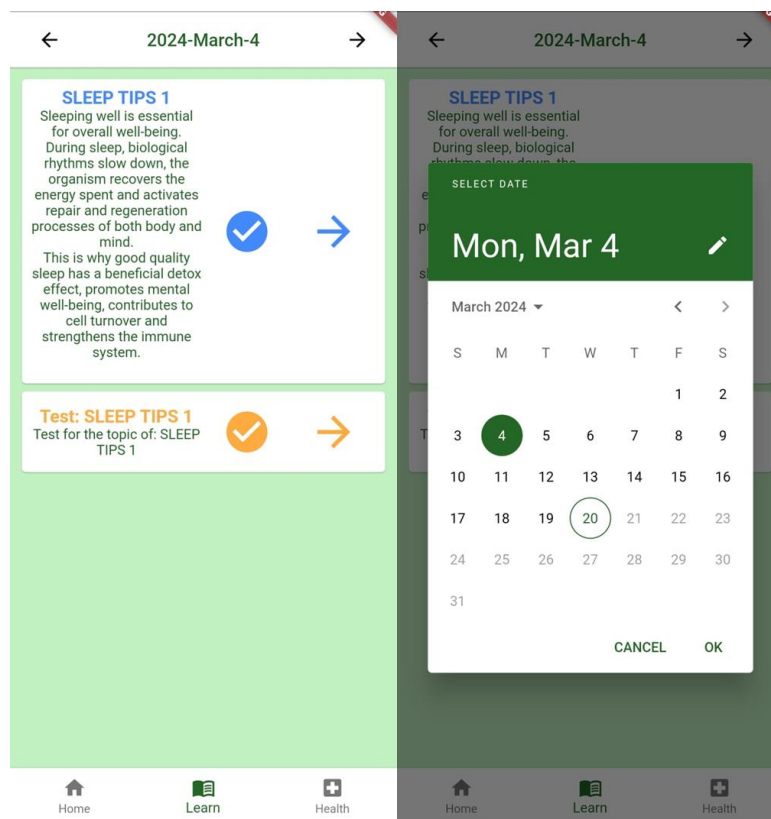 2024-March-4
SLEEP TIPS 1
Sleeping well is essential
for overall well-being.
During sleep, biological
rhythms slow down, the
organism recovers the
energy spent and activates
repair and regeneration
processes of both body and
mind.
This is why good quality
sleep has a beneficial detox
effect, promotes mental
well-being, contributes to
cell turnover and
strengthens the immune
system.
Test: SLEEP TIPS 1
Test for the topic of: SLEEP
TIPS 1
Home Learn Health
2024-March-4
SLEEP TIPS 1
Sleeping well is essential
for overall well-being.
During sleep, biological
rhythms slow down, the
SELECT DATE
Mon, Mar 4
March 2024
S M T W T F S
1 2
3 4 5 6 7 8 9
10 11 12 13 14 15 16
17 18 19 20 21 22 23
24 25 26 27 28 29 30
31
CANCEL OK
Home Learn Health